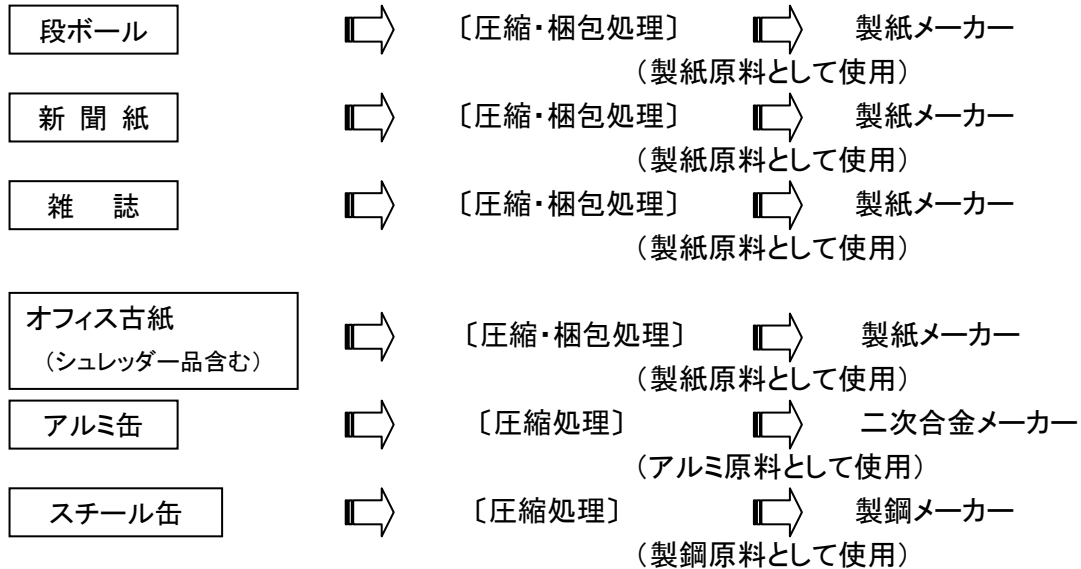 段ボール 〔圧縮・梱包処理〕 製紙メーカー
（製紙原料として使用）
新 聞 紙 〔圧縮・梱包処理〕 製紙メーカー
（製紙原料として使用）
雑　誌 〔圧縮・梱包処理〕 製紙メーカー
（製紙原料として使用）
オフィス古紙
（シュレッダー品含む） 〔圧縮・梱包処理〕 製紙メーカー
（製紙原料として使用）
アルミ缶 〔圧縮処理〕 二次合金メーカー
（アルミ原料として使用）
スチール缶 〔圧縮処理〕 製鋼メーカー
（製鋼原料として使用）